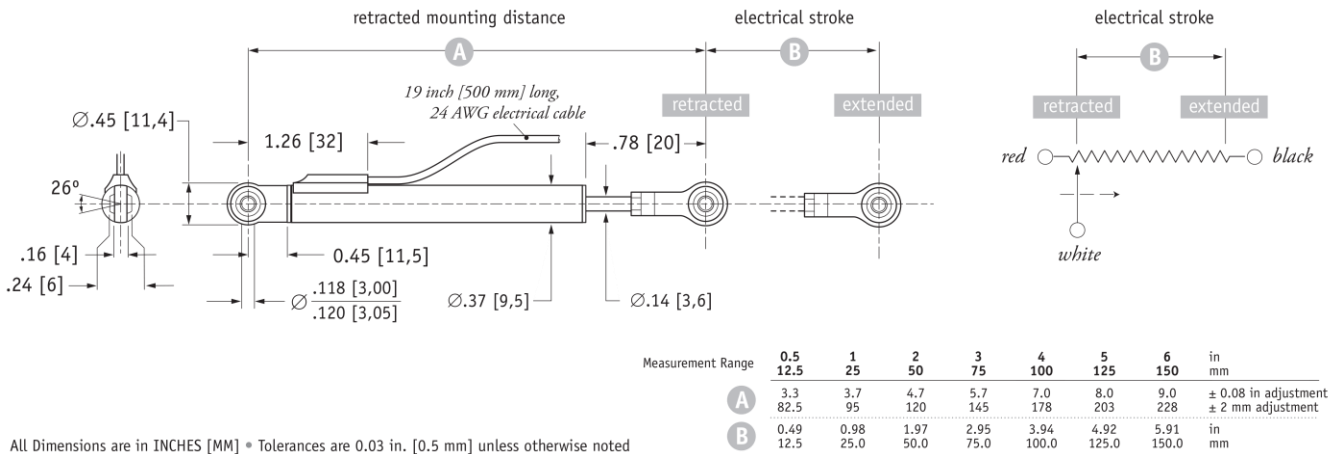 retracted mounting distance
electrical stroke
electrical stroke
A
B
B
19 inch [500 mm] long,
24 AWG electrical cable
retracted
extended
retracted
extended
Ø.45 [11,4]
1.26 [32]
.78 [20]
red
black
26º
white
.16 [4]
0.45 [11,5]
.24 [6]
Ø .118 [3,00]
.120 [3,05]
Ø.37 [9,5]
Ø.14 [3,6]
Measurement Range 0.5 1 2 3 4 5 6 in
12.5 25 50 75 100 125 150 mm
A 3.3 3.7 4.7 5.7 7.0 8.0 9.0 ± 0.08 in adjustment
82.5 95 120 145 178 203 228 ± 2 mm adjustment
B 0.49 0.98 1.97 2.95 3.94 4.92 5.91 in
12.5 25.0 50.0 75.0 100.0 125.0 150.0 mm
All Dimensions are in INCHES [MM] • Tolerances are 0.03 in. [0.5 mm] unless otherwise noted